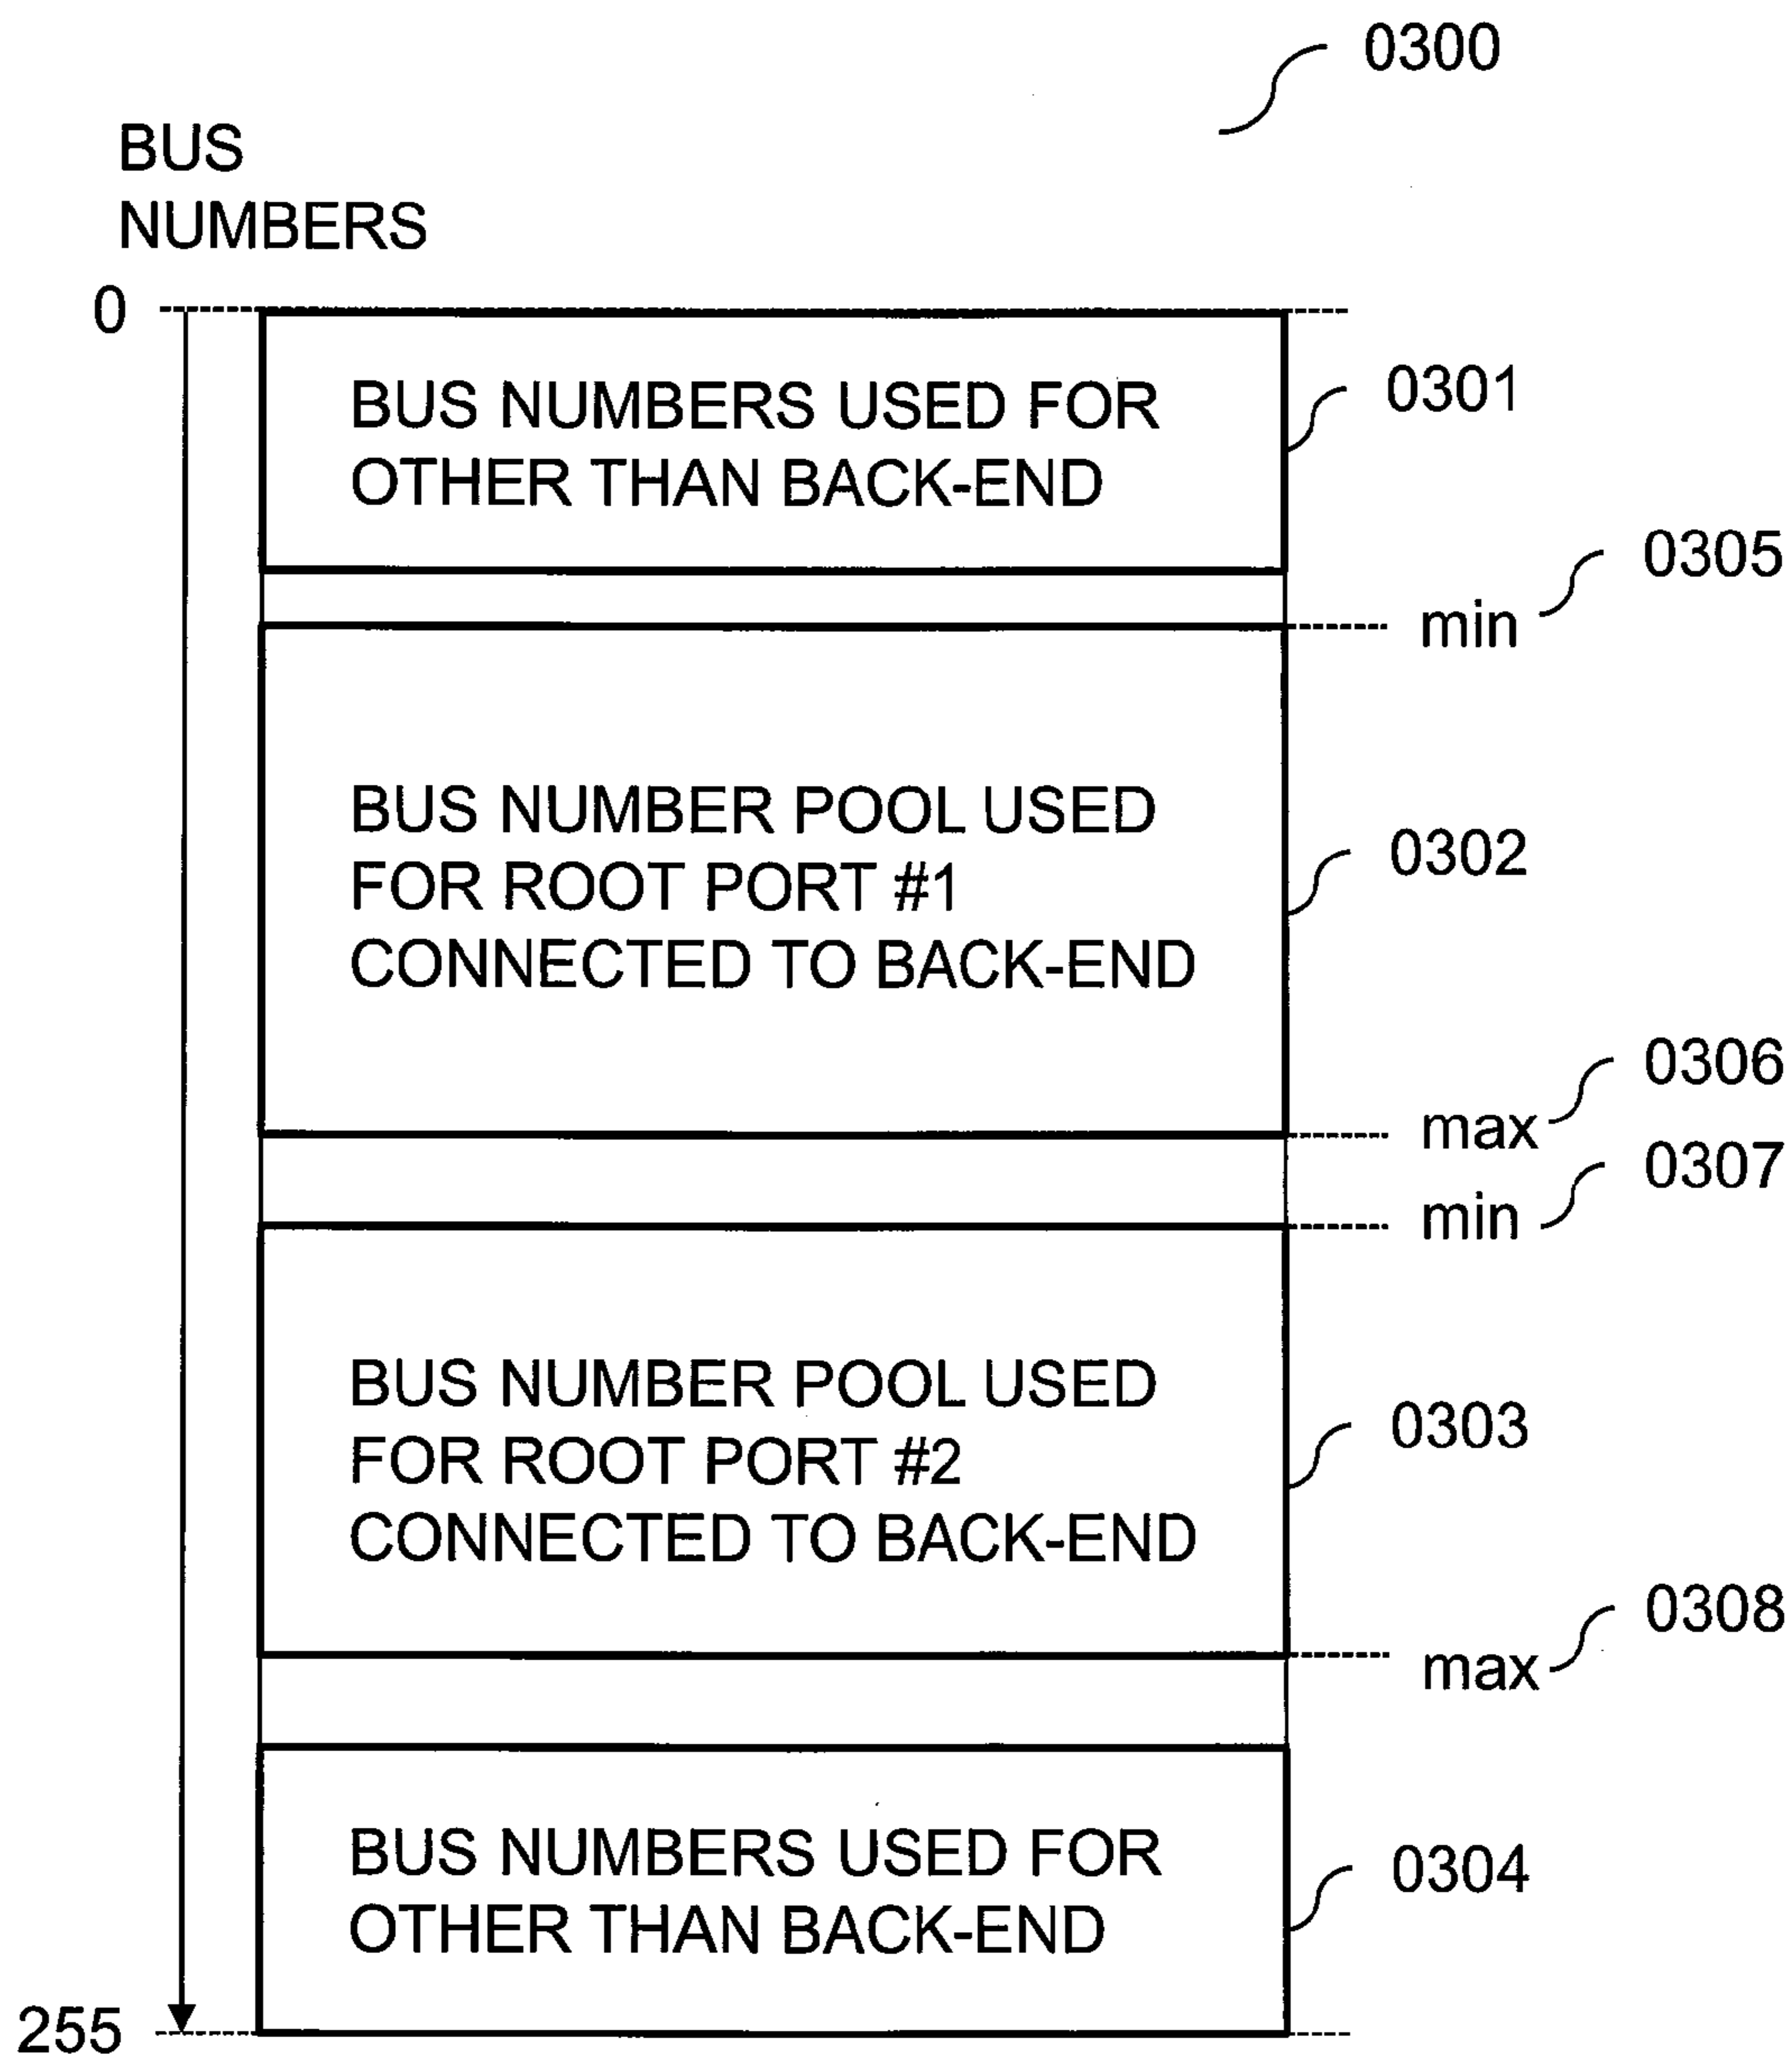 0300
BUS
NUMBERS
0
BUS NUMBERS USED FOR
OTHER THAN BACK-END
0301
0305
min
BUS NUMBER POOL USED
FOR ROOT PORT #1
CONNECTED TO BACK-END
0302
0306
max
0307
min
BUS NUMBER POOL USED
FOR ROOT PORT #2
CONNECTED TO BACK-END
0303
0308
max
BUS NUMBERS USED FOR
OTHER THAN BACK-END
0304
255